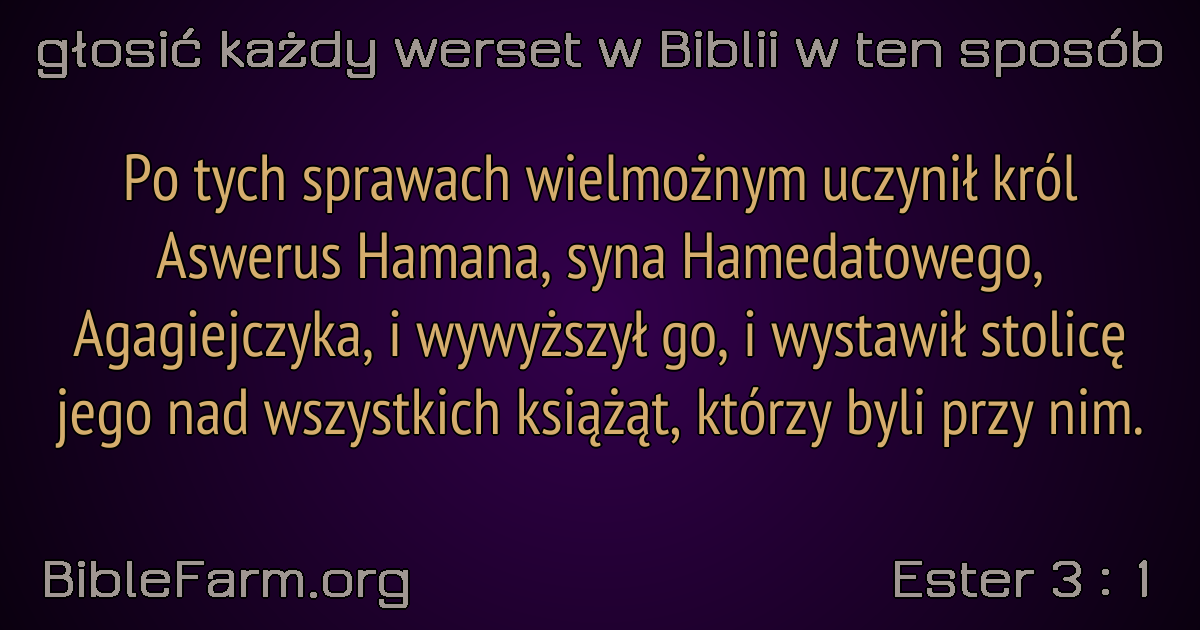 głosić każdy werset w Biblii w ten sposób
Po tych sprawach wielmożnym uczynił król
Aswerus Hamana, syna Hamedatowego,
Agagiejczyka, i wywyższył go, i wystawił stolicę
jego nad wszystkich książąt, którzy byli przy nim.
BibleFarm.org
Ester 3 : 1